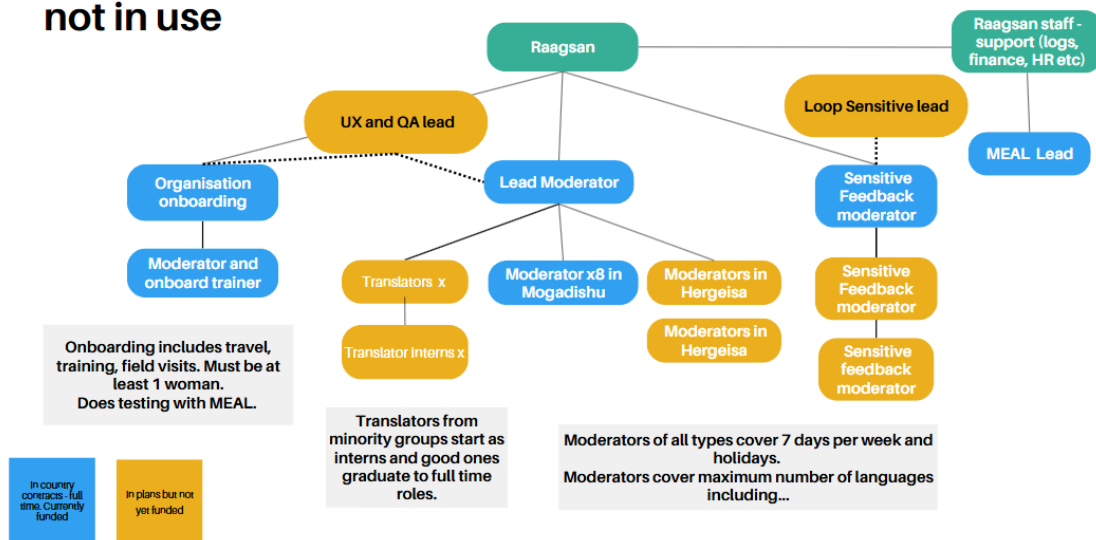 not in use
Raagsan
Raagsan staff -
support (logs,
finance, HR etc)
UX and QA lead
Loop Sensitive lead
MEAL Lead
Organisation
onboarding
Lead Moderator
Sensitive
Feedback
moderator
Moderator and
onboard trainer
Translators x
Moderator x8 in
Mogadishu
Moderators in
Hergeisa
Sensitive
Feedback
moderator
Translator interns x
Moderators in
Hergeisa
Sensitive
feedback
moderator
Onboarding includes travel,
training, field visits. Must be at
least 1 woman.
Does testing with MEAL.
Translators from
minority groups start as
interns and good ones
graduate to full time
roles.
Moderators of all types cover 7 days per week and
holidays.
Moderators cover maximum number of languages
including...
In country
contracts - full
time. Currently
funded
In plans but not
yet funded